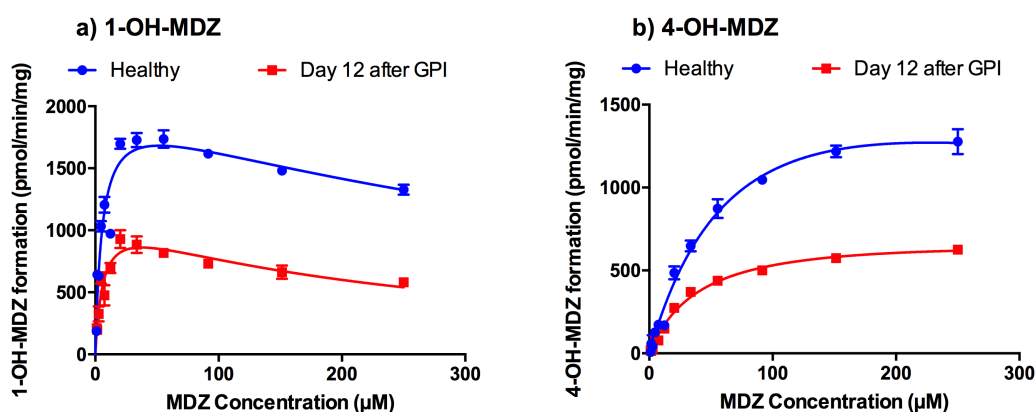 a) 1-OH-MDZ
Healthy
Day 12 after GPI
1-OH-MDZ formation (pmol/min/mg)
2000
1500
1000
500
0
0
100
200
300
MDZ Concentration (µM)
b) 4-OH-MDZ
Healthy
Day 12 after GPI
4-OH-MDZ formation (pmol/min/mg)
1500
1000
500
0
0
100
200
300
MDZ Concentration (µM)